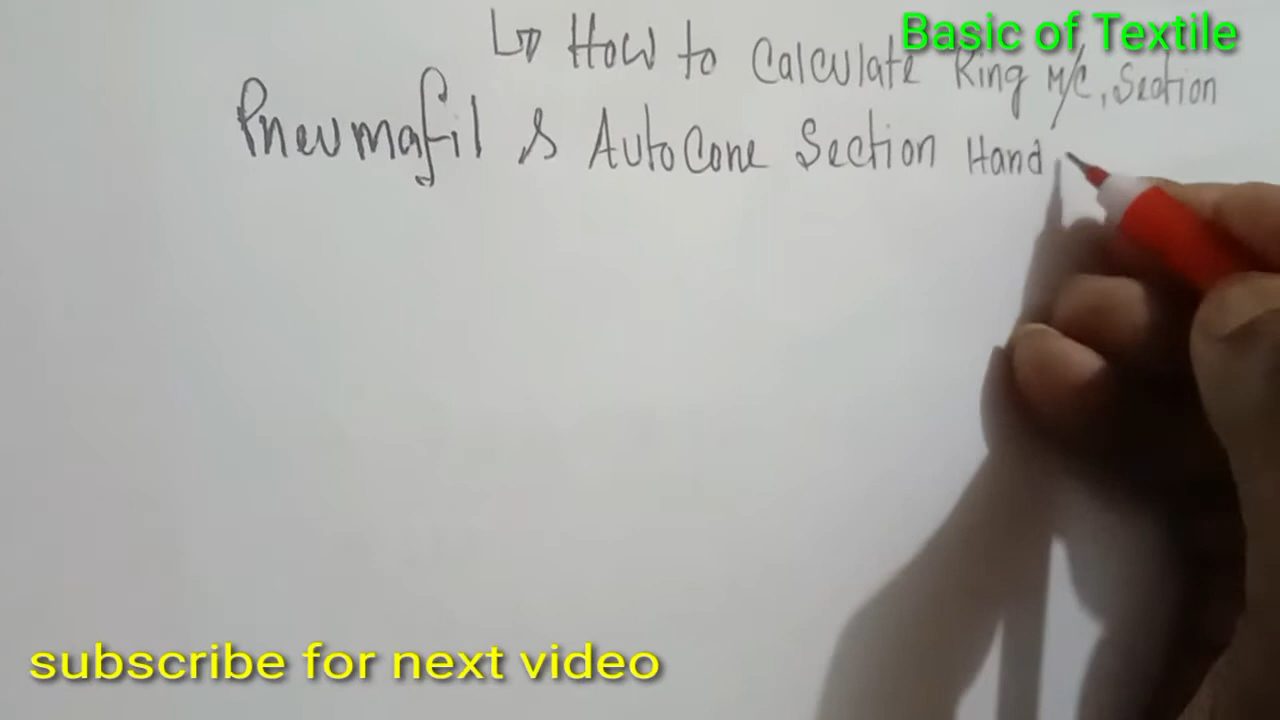 Basic of Textile
How to Calculate Ring M/C, Section
Pneumafil & AutoCone Section Hand
subscribe for next video